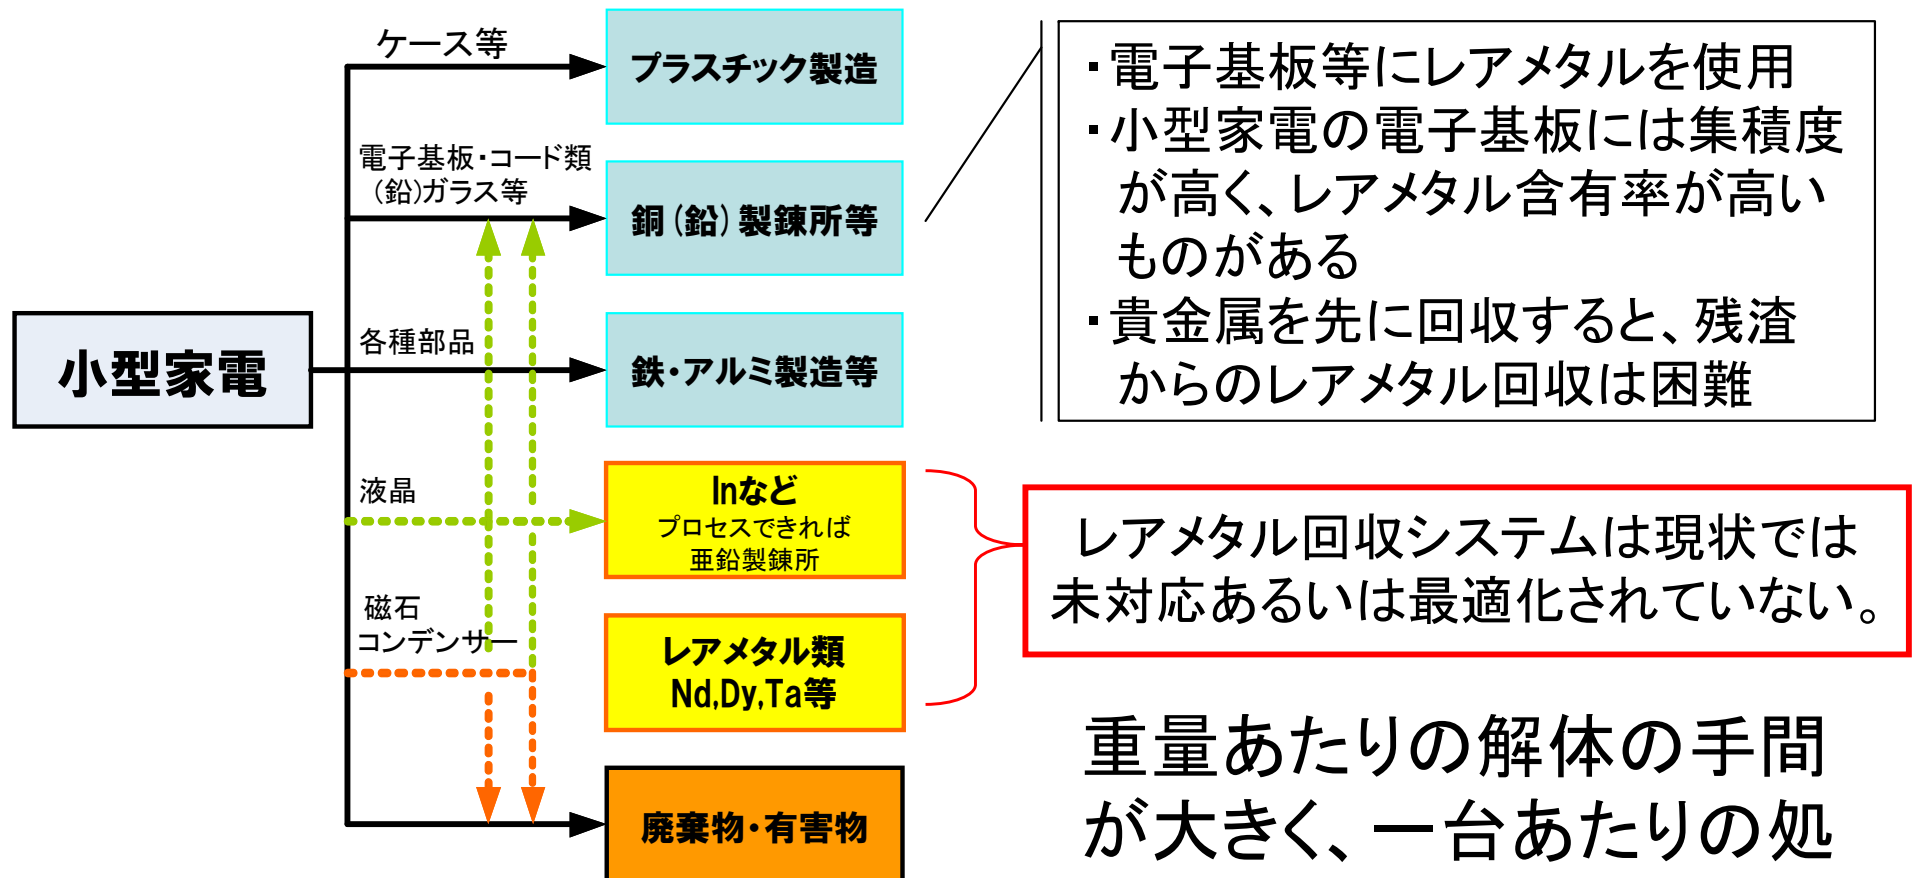 小型家電
ケース等
プラスチック製造
電子基板・コード類
(鉛)ガラス等
銅(鉛)製錬所等
各種部品
鉄・アルミ製造等
液晶
Inなど
プロセスできれば
亜鉛製錬所
磁石
コンデンサー
レアメタル類
Nd,Dy,Ta等
廃棄物・有害物
・電子基板等にレアメタルを使用
・小型家電の電子基板には集積度
が高く、レアメタル含有率が高い
ものがある
・貴金属を先に回収すると、残渣
からのレアメタル回収は困難
レアメタル回収システムは現状では
未対応あるいは最適化されていない。
重量あたりの解体の手間
が大きく、一台あたりの処